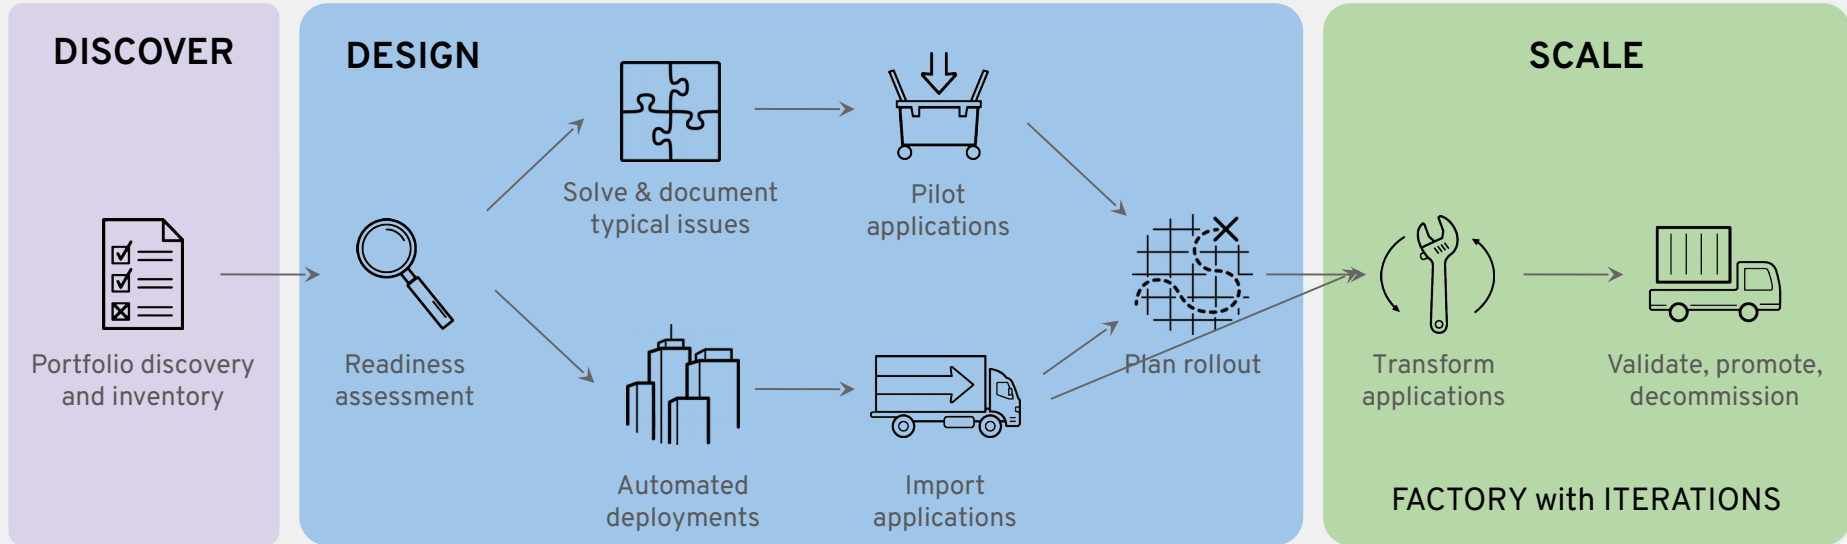 DISCOVER
Portfolio discovery
and inventory
DESIGN
Readiness
assessment
Solve & document
typical issues
Pilot
applications
Automated
deployments
Import
applications
Plan rollout
SCALE
Transform
applications
Validate, promote,
decommission
FACTORY with ITERATIONS